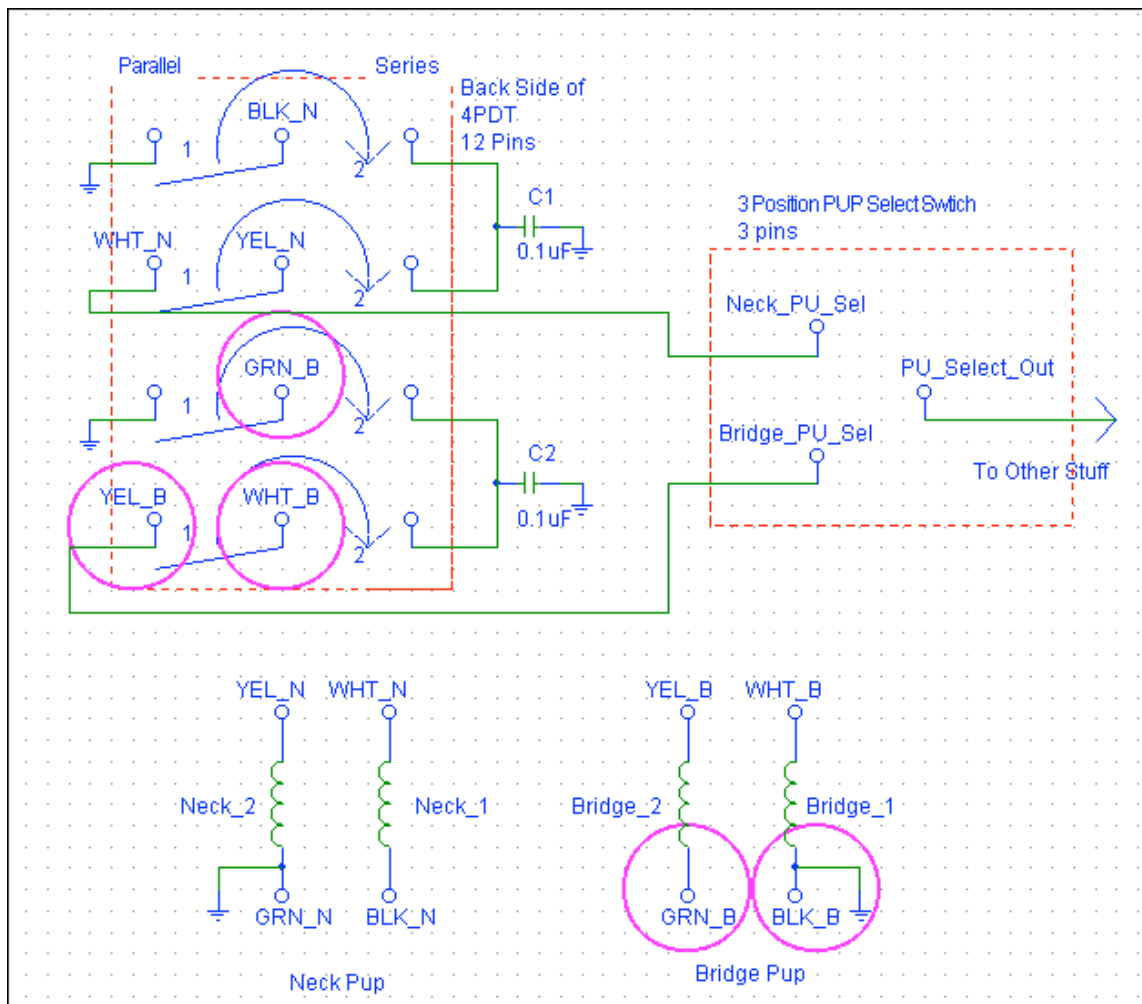 Parallel
Series
Back Side of
4PDT
12 Pins
BLK_N
1
2
C1
0.1uF
3 Position PUP Select Swtich
3 pins
WHT_N
YEL_N
1
2
Neck_PU_Sel
GRN_B
1
2
PU_Select_Out
Bridge_PU_Sel
C2
0.1uF
To Other Stuff
YEL_B
WHT_B
1
2
YEL_N
WHT_N
YEL_B
WHT_B
Neck_2
Neck_1
Bridge_2
Bridge_1
GRN_N
BLK_N
GRN_B
BLK_B
Neck Pup
Bridge Pup